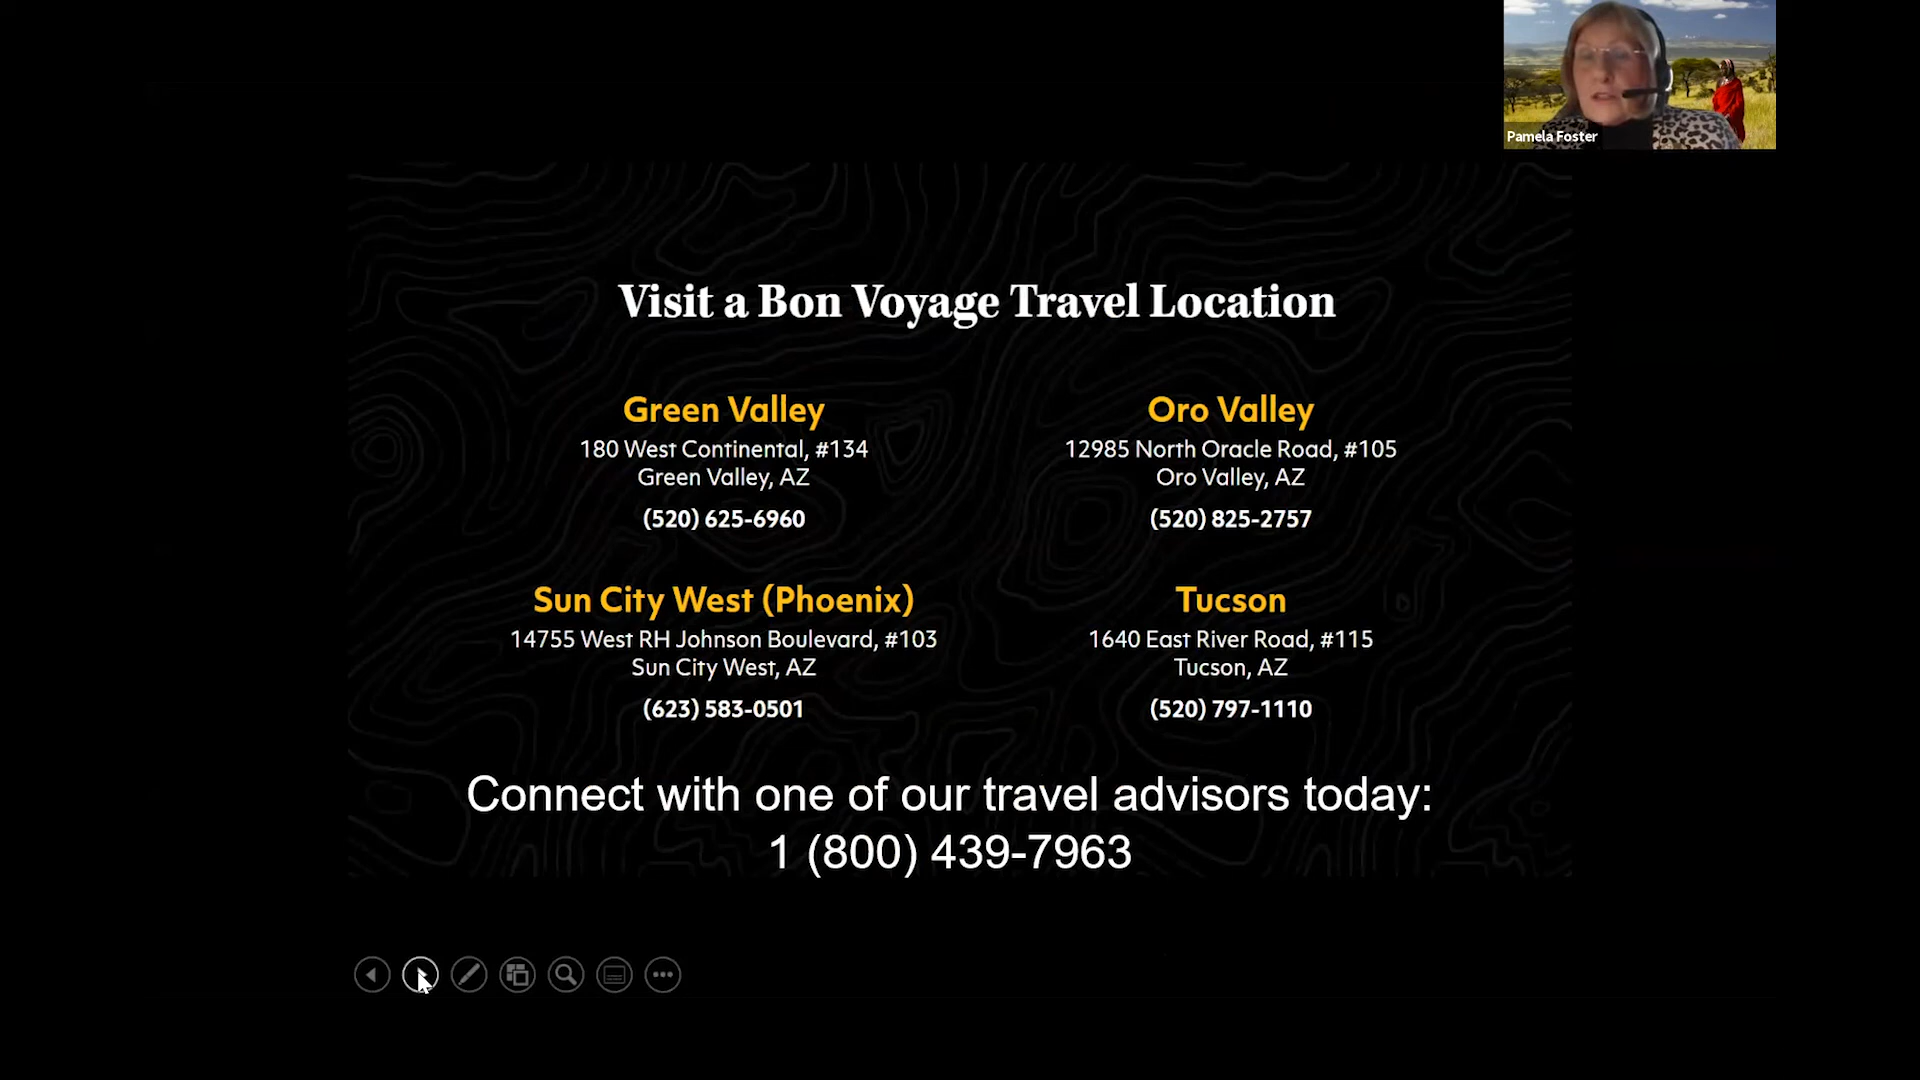 Pamela Foster
Visit a Bon Voyage Travel Location
Green Valley
180 West Continental, #134
Green Valley, AZ
(520) 625-6960
Oro Valley
12985 North Oracle Road, #105
Oro Valley, AZ
(520) 825-2757
Sun City West (Phoenix)
14755 West RH Johnson Boulevard, #103
Sun City West, AZ
(623) 583-0501
Tucson
1640 East River Road, #115
Tucson, AZ
(520) 797-1110
Connect with one of our travel advisors today:
1 (800) 439-7963